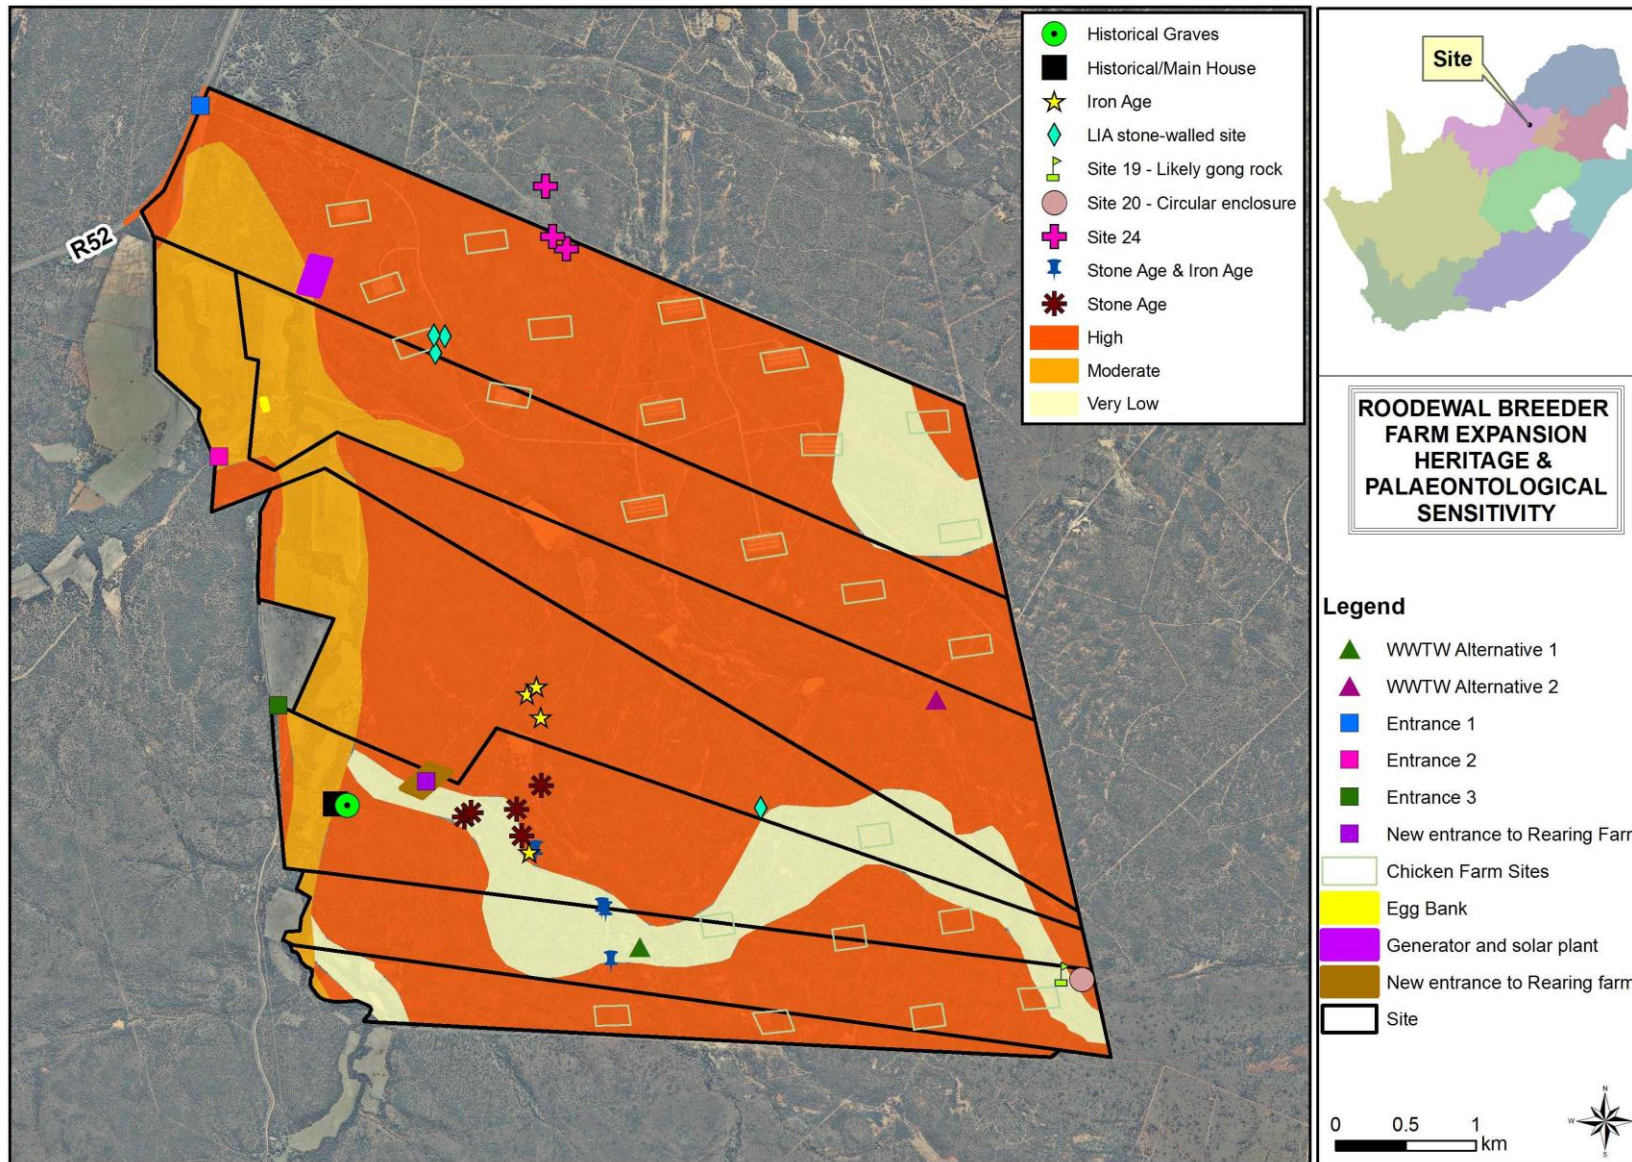 R52
Historical Graves
Historical/Main House
Iron Age
LIA stone-walled site
Site 19 - Likely gong rock
Site 20 - Circular enclosure
Site 24
Stone Age & Iron Age
Stone Age
High
Moderate
Very Low
Site
ROODEWAL BREEDER
FARM EXPANSION
HERITAGE &
PALAEONTOLOGICAL
SENSITIVITY
Legend
WWTW Alternative 1
WWTW Alternative 2
Entrance 1
Entrance 2
Entrance 3
New entrance to Rearing Farm
Chicken Farm Sites
Egg Bank
Generator and solar plant
New entrance to Rearing farm
Site
0 0.5 1
km
N
W
S